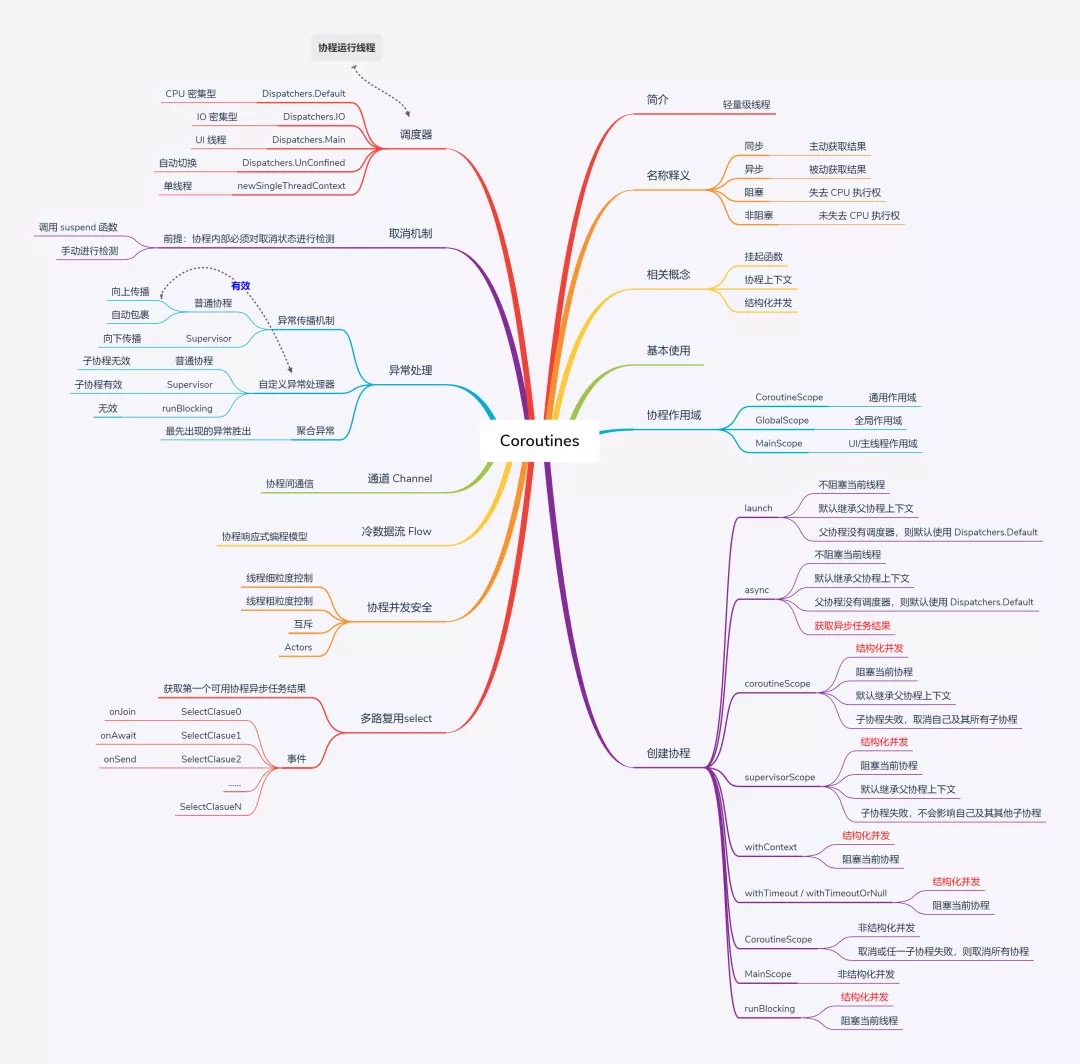 Coroutines
简介
轻量级线程
名称释义
同步
主动获取结果
异步
被动获取结果
阻塞
失去 CPU 执行权
非阻塞
未失去 CPU 执行权
相关概念
挂起函数
协程上下文
结构化并发
基本使用
协程作用域
CoroutineScope
通用作用域
GlobalScope
全局作用域
MainScope
UI/主线程作用域
创建协程
launch
不阻塞当前线程
默认继承父协程上下文
父协程没有调度器，则默认使用 Dispatchers.Default
async
不阻塞当前线程
默认继承父协程上下文
父协程没有调度器，则默认使用 Dispatchers.Default
获取异步任务结果
coroutineScope
结构化并发
阻塞当前协程
默认继承父协程上下文
子协程失败，取消自己及其所有子协程
supervisorScope
结构化并发
阻塞当前协程
默认继承父协程上下文
子协程失败，不会影响自己及其其他子协程
withContext
结构化并发
阻塞当前协程
withTimeout / withTimeoutOrNull
结构化并发
阻塞当前协程
CoroutineScope
非结构化并发
取消或任一子协程失败，则取消所有协程
MainScope
非结构化并发
runBlocking
结构化并发
阻塞当前线程
协程运行线程
调度器
Dispatchers.Default
CPU 密集型
Dispatchers.IO
IO 密集型
Dispatchers.Main
UI 线程
Dispatchers.UnConfined
自动切换
newSingleThreadContext
单线程
取消机制
前提：协程内部必须对取消状态进行检测
调用 suspend 函数
手动进行检测
异常处理
异常传播机制
普通协程
向上传播
自动包裹
Supervisor
向下传播
有效
自定义异常处理器
普通协程
子协程无效
Supervisor
子协程有效
runBlocking
无效
聚合异常
最先出现的异常胜出
通道 Channel
协程间通信
冷数据流 Flow
协程响应式编程模型
协程并发安全
线程细粒度控制
线程粗粒度控制
互斥
Actors
多路复用select
获取第一个可用协程异步任务结果
事件
SelectClasue0
onJoin
SelectClasue1
onAwait
SelectClasue2
onSend
......
SelectClasueN